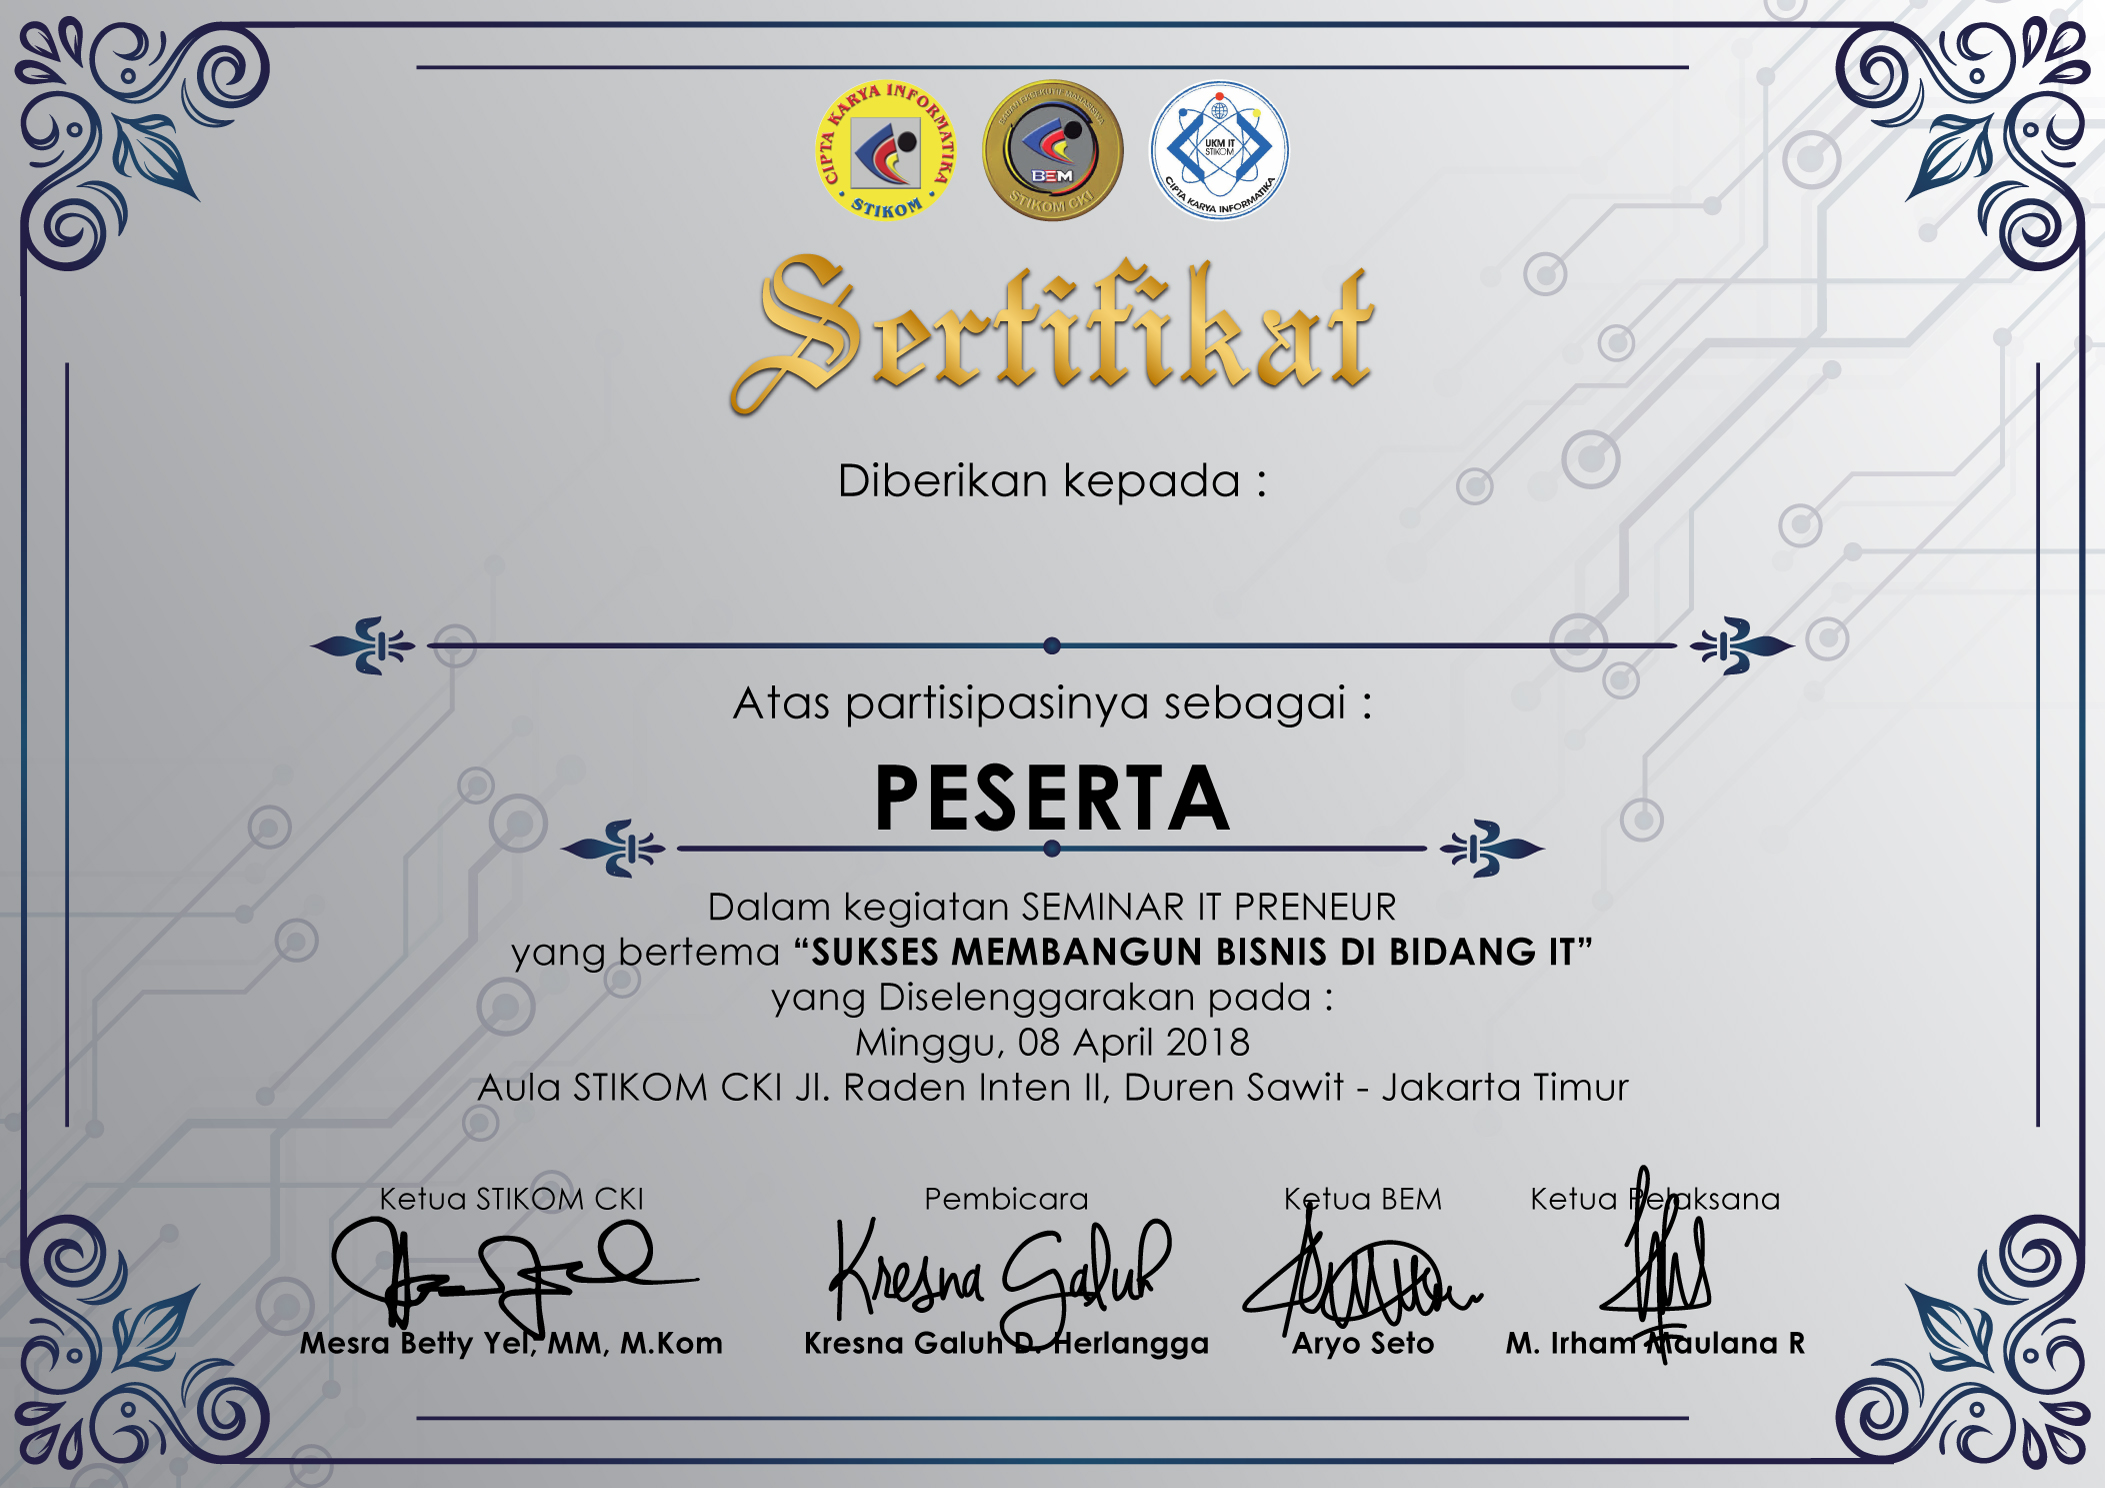 CIPTA KARYA INFORMATIKA
STIKOM
BADAN EKSEKUTIF MAHASISWA
BEM
STIKOM CKI
UKM IT
STIKOM
CIPTA KARYA INFORMATIKA
Sertifikat
Diberikan kepada :
Atas partisipasinya sebagai :
PESERTA
Dalam kegiatan SEMINAR IT PRENEUR
yang bertema “SUKSES MEMBANGUN BISNIS DI BIDANG IT”
yang Diselenggarakan pada :
Minggu, 08 April 2018
Aula STIKOM CKI Jl. Raden Inten II, Duren Sawit - Jakarta Timur
Ketua STIKOM CKI Pembicara Ketua BEM Ketua Pelaksana
Kresna Galuh
Mesra Betty Yel, MM, M.Kom Kresna Galuh D. Herlangga Aryo Seto M. Irham Maulana R